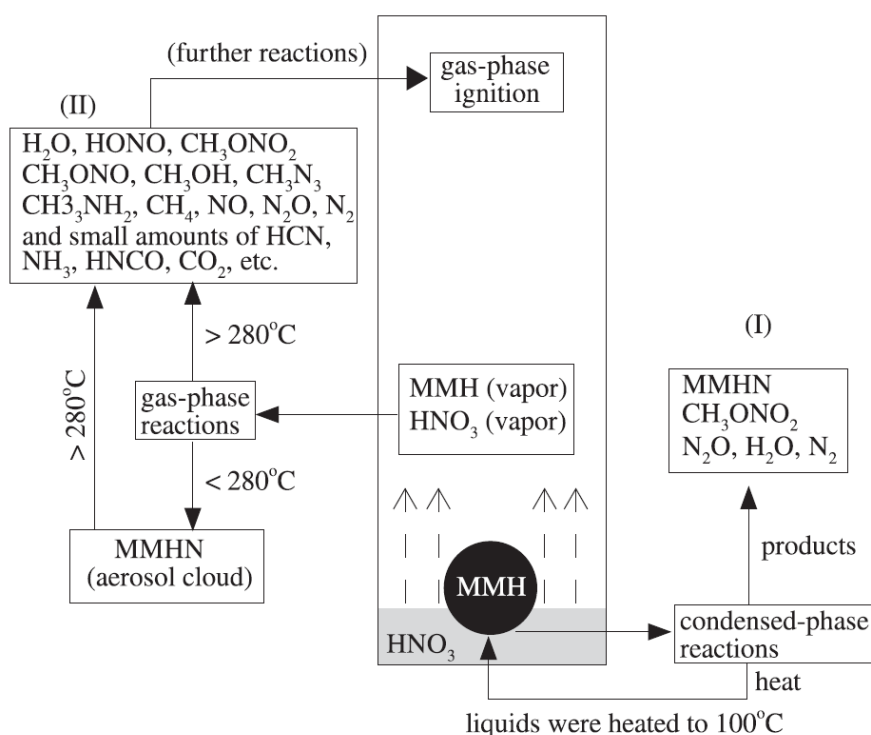 (further reactions)
gas-phase
ignition
(II)
H₂O, HONO, CH₃ONO₂
CH₃ONO, CH₃OH, CH₃N₃
CH3₃NH₂, CH₄, NO, N₂O, N₂
and small amounts of HCN,
NH₃, HNCO, CO₂, etc.
> 280°C
> 280°C
gas-phase
reactions
< 280°C
MMHN
(aerosol cloud)
MMH (vapor)
HNO₃ (vapor)
(I)
MMHN
CH₃ONO₂
N₂O, H₂O, N₂
products
MMH
HNO₃
condensed-phase
reactions
heat
liquids were heated to 100°C